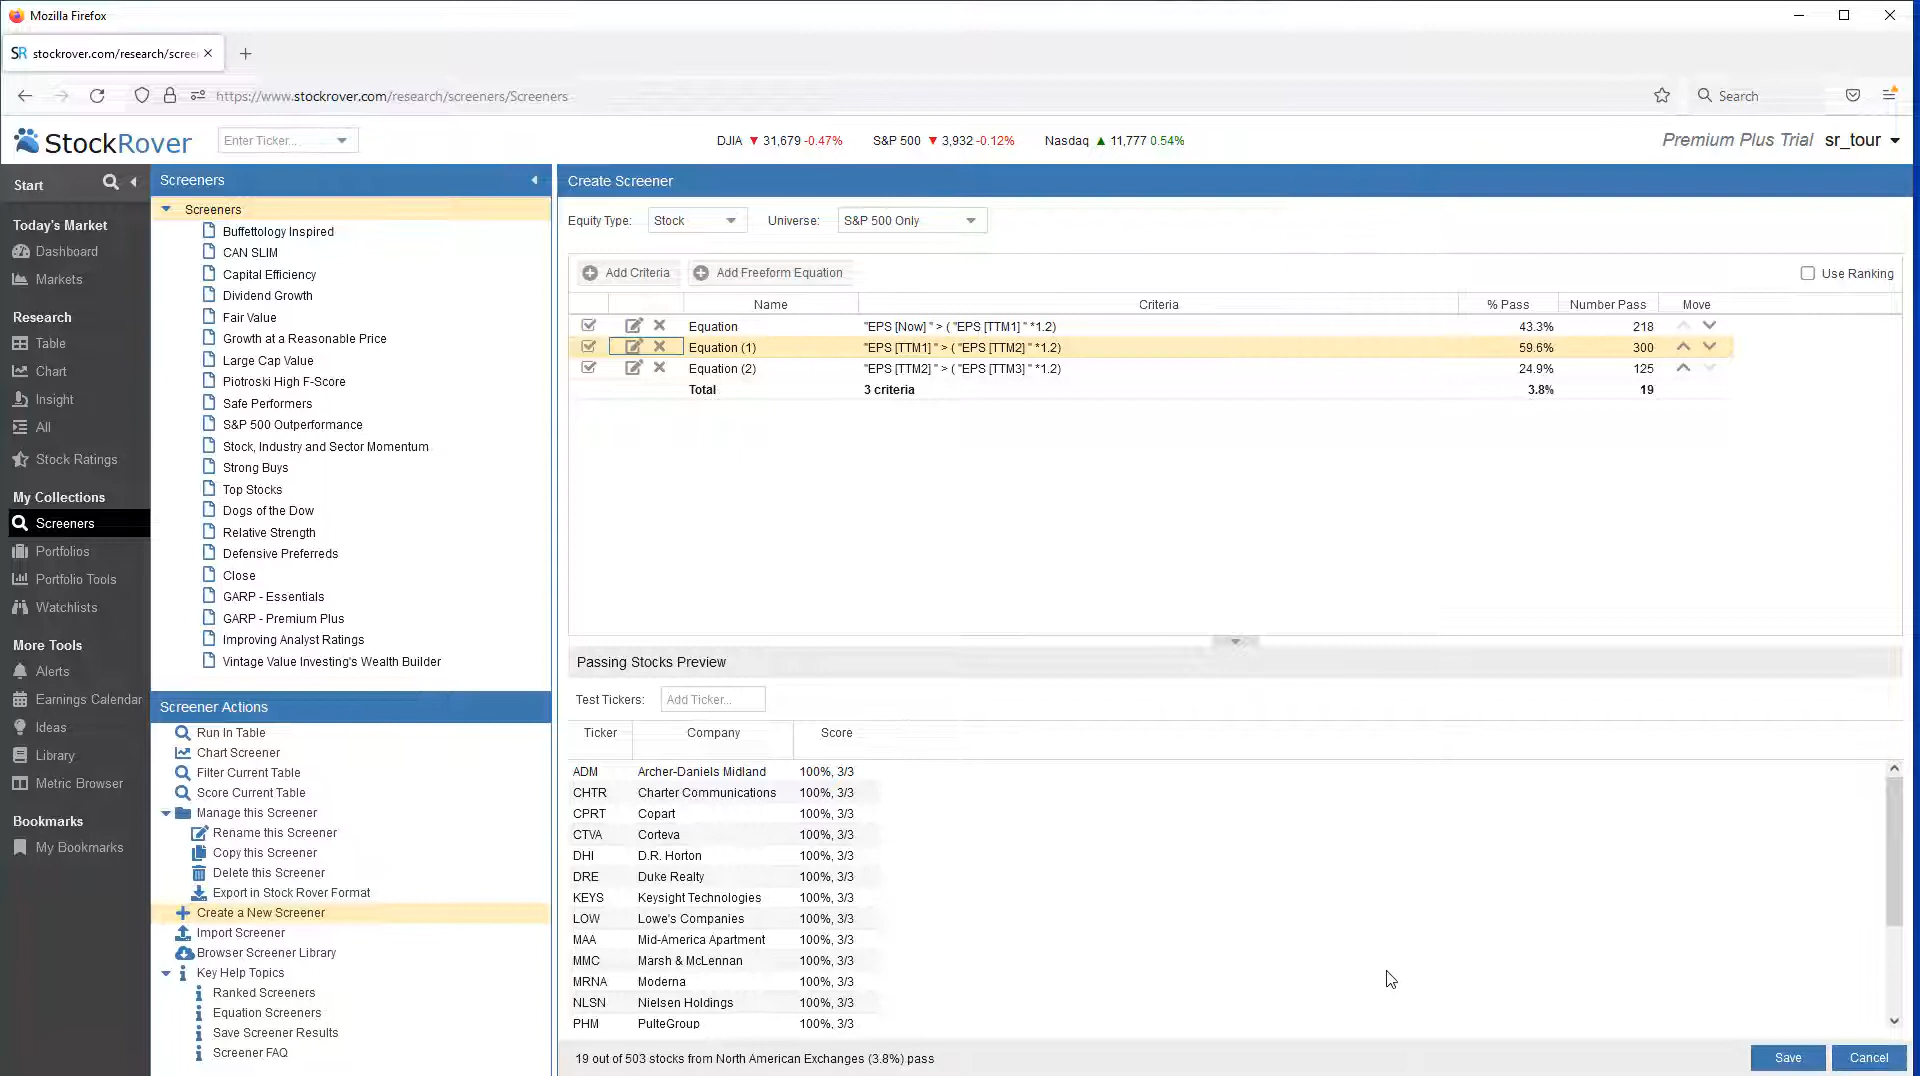 Mozilla Firefox
SR stockrover.com/research/scree
https://www.stockrover.com/research/screeners/Screeners
Search
StockRover
Enter Ticker...
DJIA ▼ 31,679 -0.47% S&P 500 ▼ 3,932 -0.12% Nasdaq ▲ 11,777 0.54%
Premium Plus Trial sr_tour
Start
Today's Market
Dashboard
Markets
Research
Table
Chart
Insight
All
Stock Ratings
My Collections
Screeners
Portfolios
Portfolio Tools
Watchlists
More Tools
Alerts
Earnings Calendar
Ideas
Library
Metric Browser
Bookmarks
My Bookmarks
Screeners
Screeners
Buffettology Inspired
CAN SLIM
Capital Efficiency
Dividend Growth
Fair Value
Growth at a Reasonable Price
Large Cap Value
Piotroski High F-Score
Safe Performers
S&P 500 Outperformance
Stock, Industry and Sector Momentum
Strong Buys
Top Stocks
Dogs of the Dow
Relative Strength
Defensive Preferreds
Close
GARP - Essentials
GARP - Premium Plus
Improving Analyst Ratings
Vintage Value Investing's Wealth Builder
Screener Actions
Run In Table
Chart Screener
Filter Current Table
Score Current Table
Manage this Screener
Rename this Screener
Copy this Screener
Delete this Screener
Export in Stock Rover Format
Create a New Screener
Import Screener
Browser Screener Library
Key Help Topics
Ranked Screeners
Equation Screeners
Save Screener Results
Screener FAQ
Create Screener
Equity Type: Stock Universe: S&P 500 Only
Add Criteria Add Freeform Equation Use Ranking
Name Criteria % Pass Number Pass Move
Equation "EPS [Now] " > ( "EPS [TTM1] " *1.2) 43.3% 218
Equation (1) "EPS [TTM1] " > ( "EPS [TTM2] " *1.2) 59.6% 300
Equation (2) "EPS [TTM2] " > ( "EPS [TTM3] " *1.2) 24.9% 125
Total 3 criteria 3.8% 19
Passing Stocks Preview
Test Tickers: Add Ticker...
Ticker Company Score
ADM Archer-Daniels Midland 100%, 3/3
CHTR Charter Communications 100%, 3/3
CPRT Copart 100%, 3/3
CTVA Corteva 100%, 3/3
DHI D.R. Horton 100%, 3/3
DRE Duke Realty 100%, 3/3
KEYS Keysight Technologies 100%, 3/3
LOW Lowe's Companies 100%, 3/3
MAA Mid-America Apartment 100%, 3/3
MMC Marsh & McLennan 100%, 3/3
MRNA Moderna 100%, 3/3
NLSN Nielsen Holdings 100%, 3/3
PHM PulteGroup 100%, 3/3
19 out of 503 stocks from North American Exchanges (3.8%) pass
Save Cancel